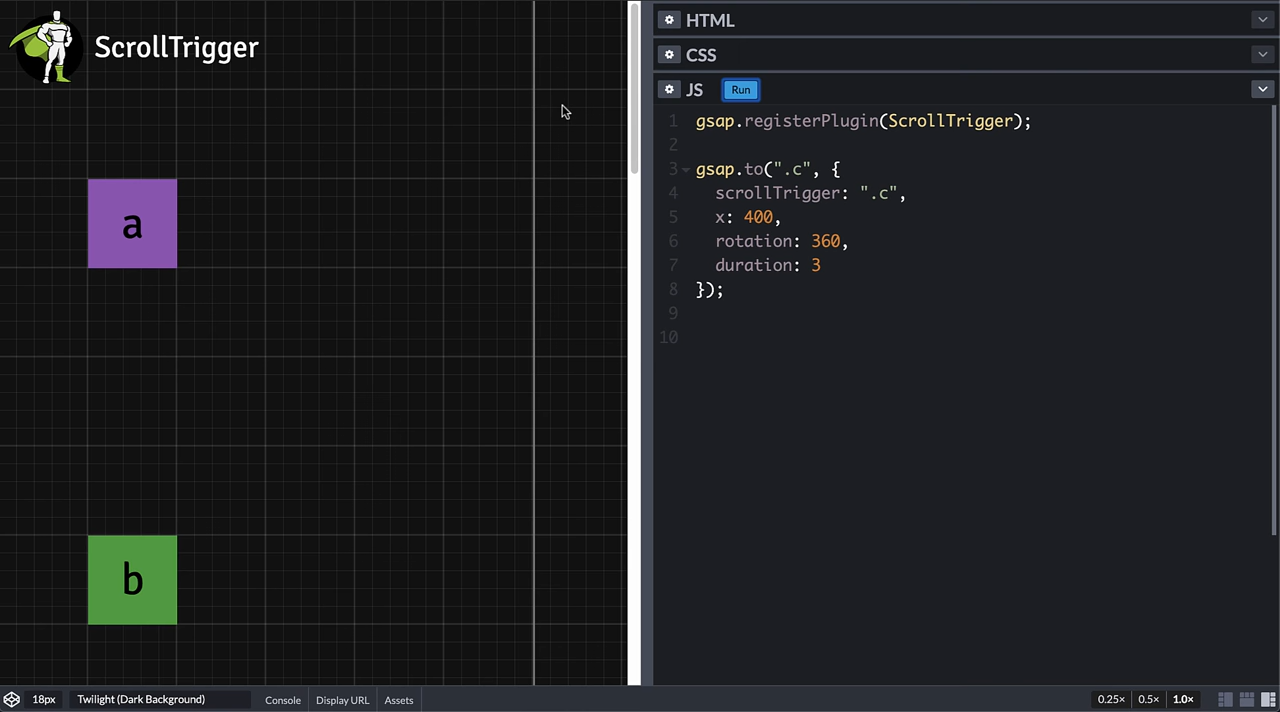 ScrollTrigger
a
b
HTML
CSS
JS Run
1 gsap.registerPlugin(ScrollTrigger);
2
3 gsap.to(".c", {
4 scrollTrigger: ".c",
5 x: 400,
6 rotation: 360,
7 duration: 3
8 });
9
10
18px Twilight (Dark Background) Console Display URL Assets 0.25× 0.5× 1.0×